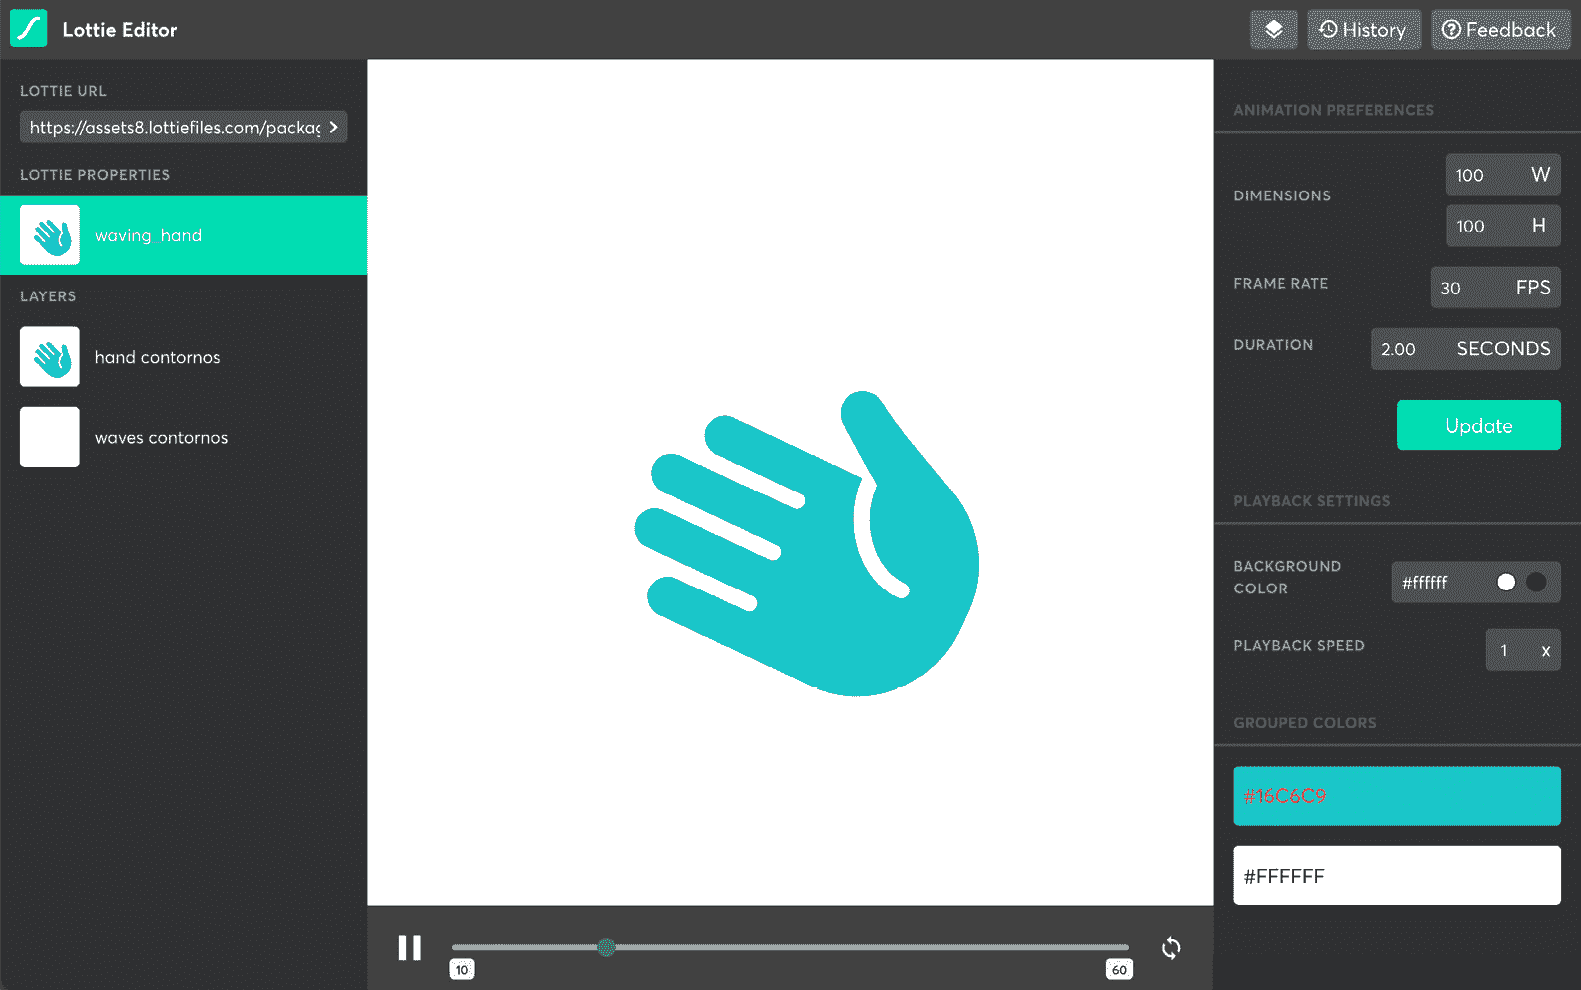 Lottie Editor
History
Feedback
LOTTIE URL
https://assets8.lottiefiles.com/packag
LOTTIE PROPERTIES
waving_hand
LAYERS
hand contornos
waves contornos
10
60
ANIMATION PREFERENCES
DIMENSIONS
100 W
100 H
FRAME RATE
30 FPS
DURATION
2.00 SECONDS
Update
PLAYBACK SETTINGS
BACKGROUND
COLOR
#ffffff
PLAYBACK SPEED
1 x
GROUPED COLORS
#16C6C9
#FFFFFF